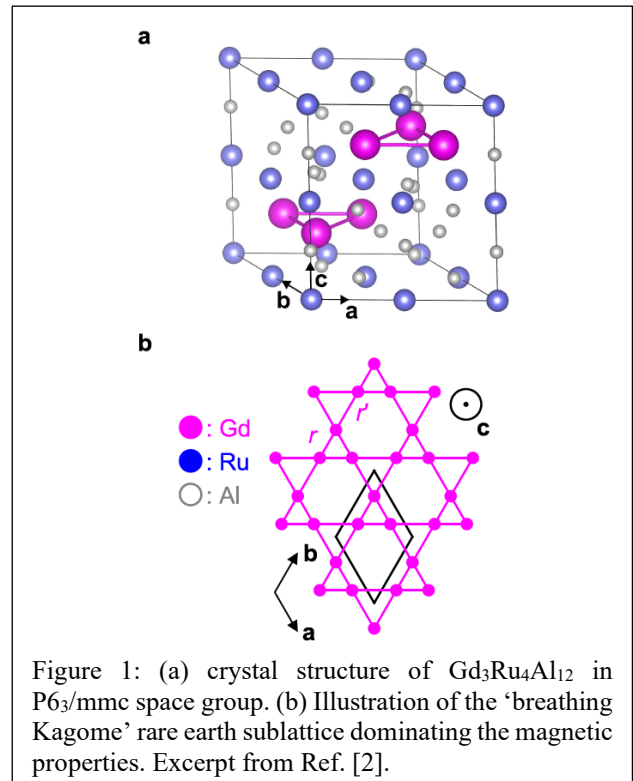 a
c
b
a
b
r'
r
c
: Gd
: Ru
: Al
b
a
Figure 1: (a) crystal structure of Gd₃Ru₄Al₁₂ in
P6₃/mmc space group. (b) Illustration of the ‘breathing
Kagome’ rare earth sublattice dominating the magnetic
properties. Excerpt from Ref. [2].